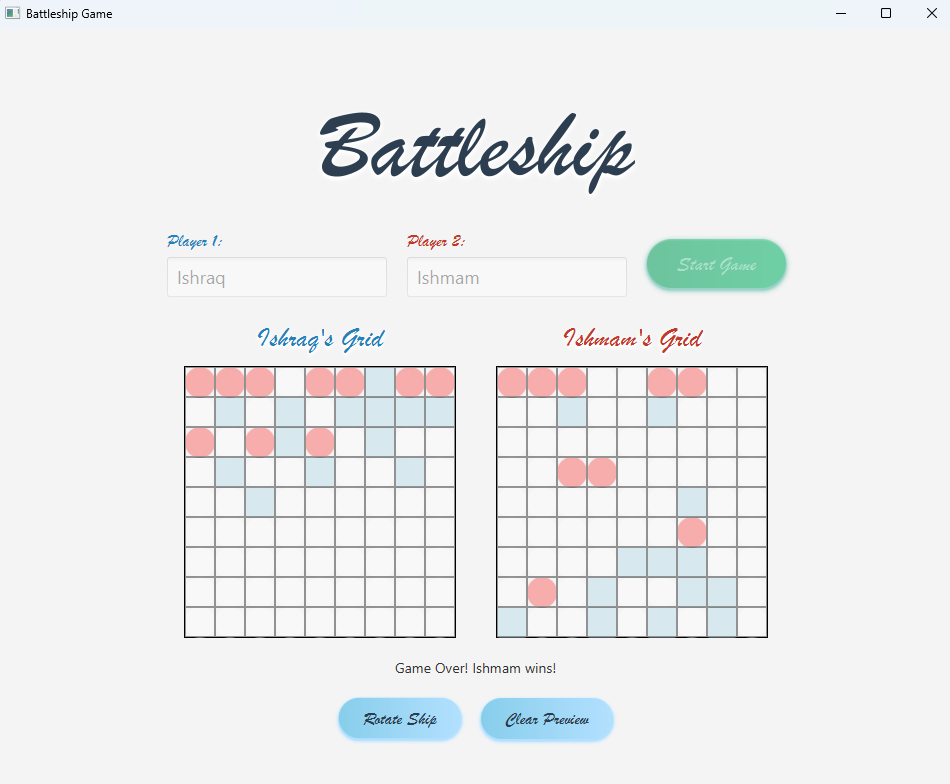 Battleship Game
Battleship
Player 1:
Player 2:
Ishraq
Ishmam
Start Game
Ishraq's Grid
Ishmam's Grid
Game Over! Ishmam wins!
Rotate Ship
Clear Preview